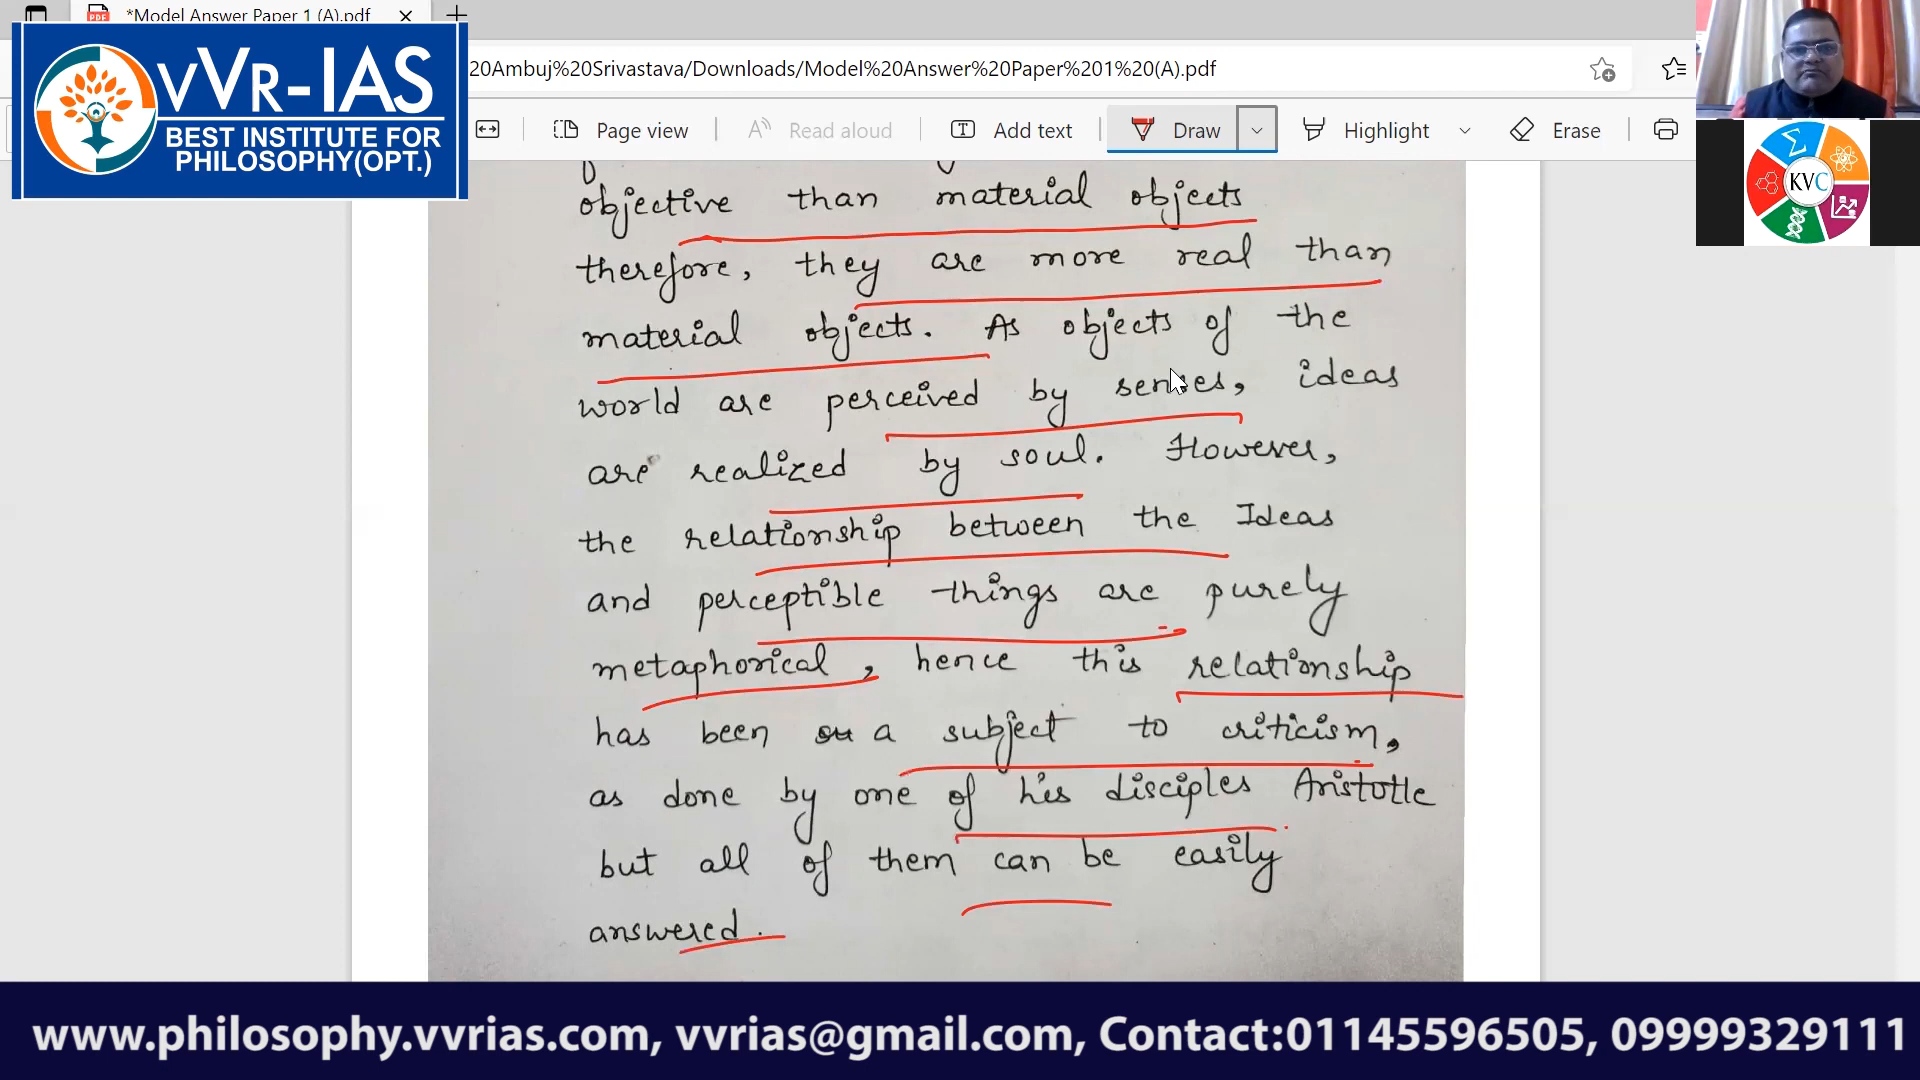 *Model Answer Paper 1 (A).pdf
vVR-IAS
BEST INSTITUTE FOR
PHILOSOPHY(OPT.)
20Ambuj%20Srivastava/Downloads/Model%20Answer%20Paper%201%20(A).pdf
Page view
Read aloud
Add text
Draw
Highlight
Erase
KVC
objective than material objects
therefore, they are more real than
material objects. As objects of the
world are perceived by senses, ideas
are realized by soul. However,
the relationship between the Ideas
and perceptible things are purely
metaphorical, hence this relationship
has been a subject to criticism,
as done by one of his disciples Aristotle
but all of them can be easily
answered.
www.philosophy.vvrias.com, vvrias@gmail.com, Contact:01145596505, 09999329111